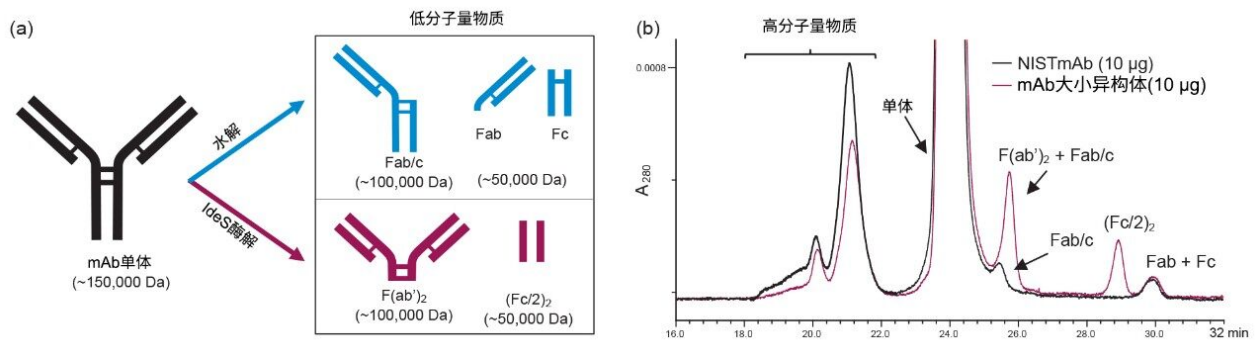 (a)
低分子量物质
水解
IdeS酶解
mAb单体
(~150,000 Da)
Fab/c
(~100,000 Da)
Fab
Fc
(~50,000 Da)
F(ab')₂
(~100,000 Da)
(Fc/2)₂
(~50,000 Da)
(b)
高分子量物质
0.0008
A280
NISTmAb (10 µg)
mAb大小异构体(10 µg)
单体
F(ab')₂ + Fab/c
Fab/c
(Fc/2)₂
Fab + Fc
16.0
20.0
22.0
24.0
26.0
28.0
30.0
32 min